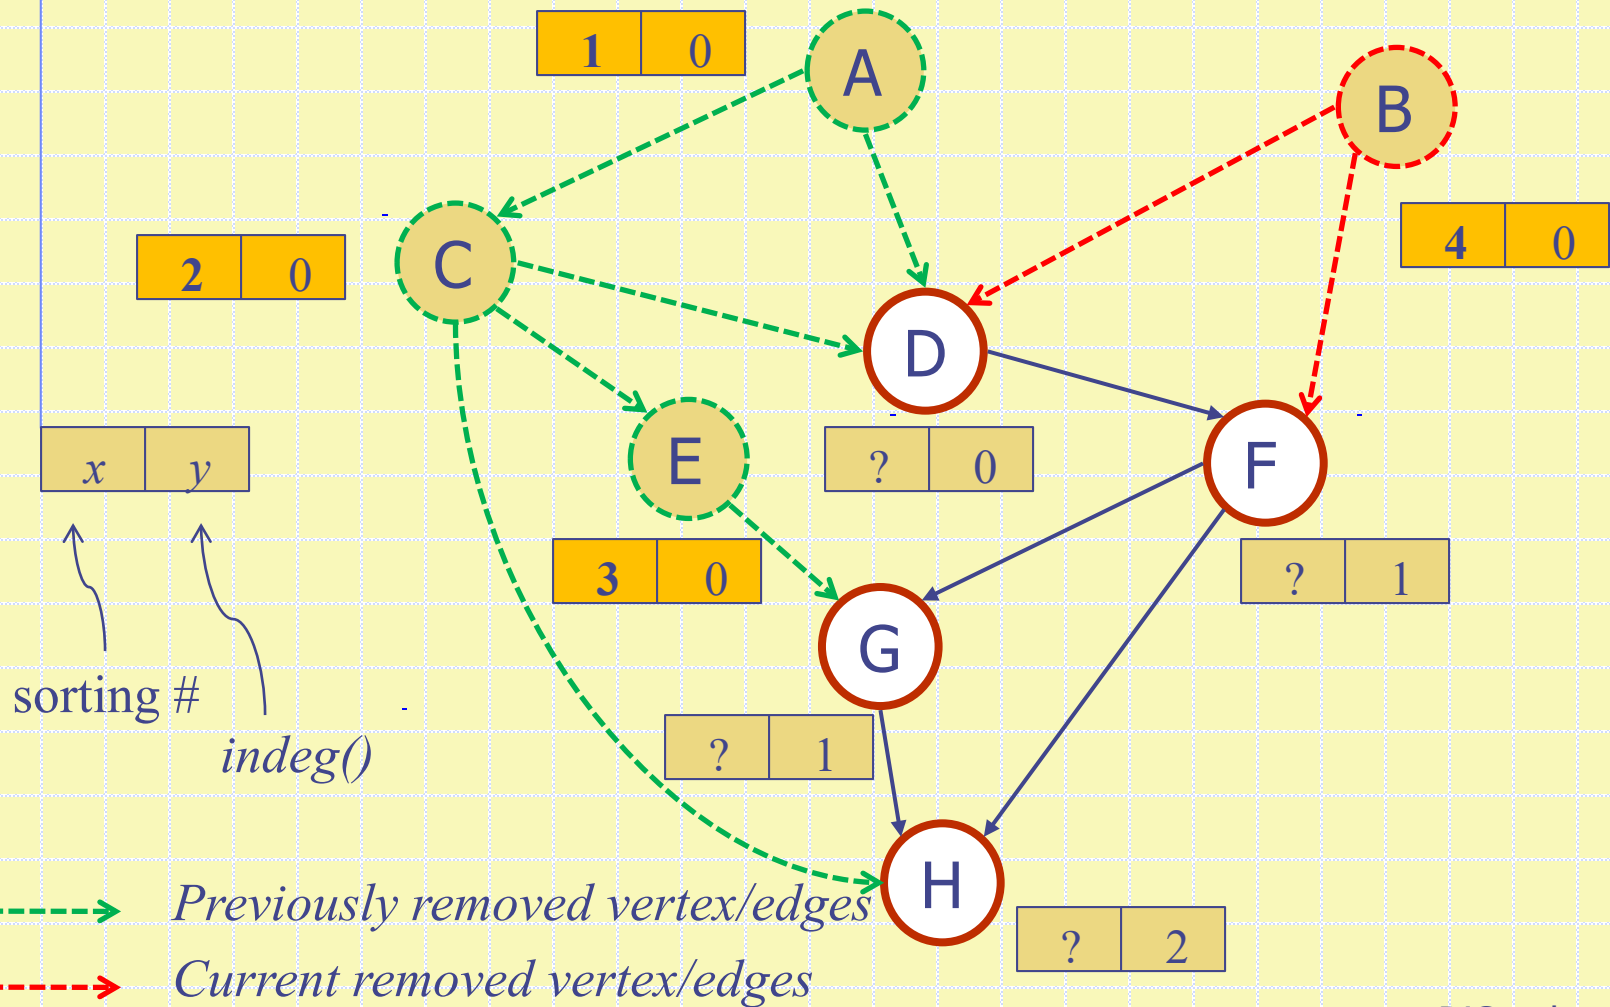 1 0
A
B
4 0
C
2 0
D
x y
E
? 0
F
3 0
? 1
G
sorting #
indeg()
? 1
H
Previously removed vertex/edges
? 2
Current removed vertex/edges